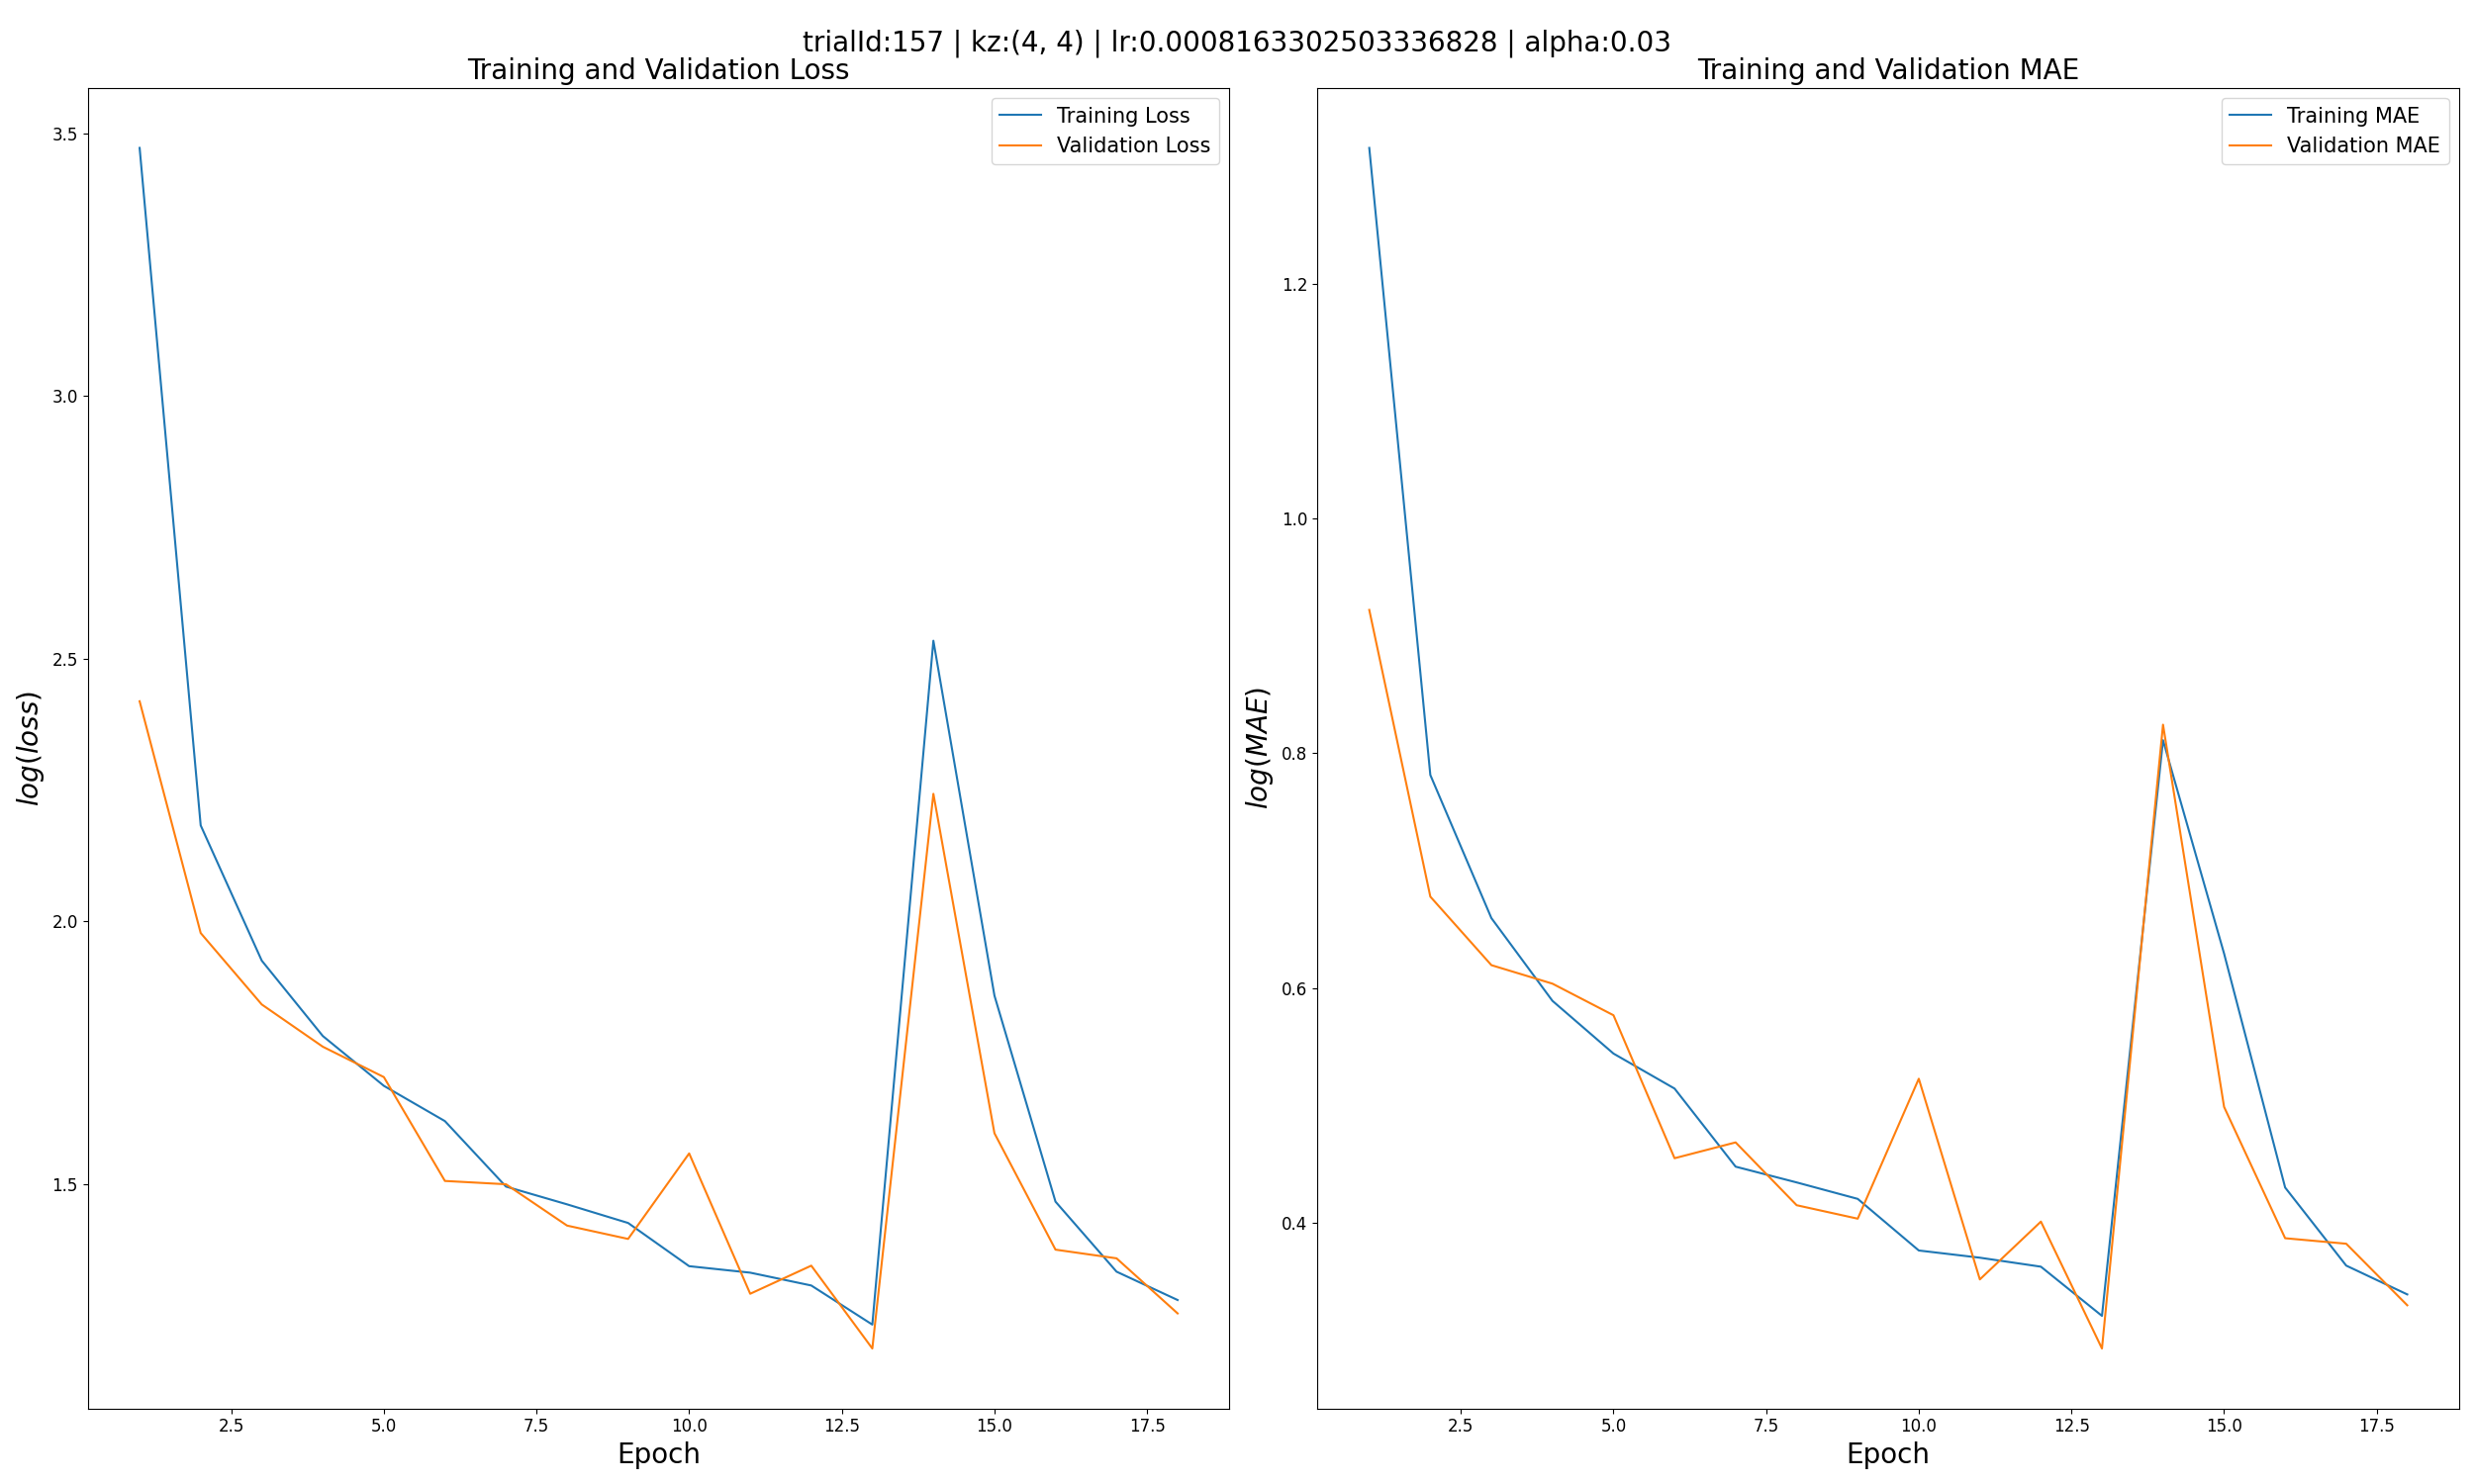 trialId:157 | kz:(4, 4) | lr:0.0008163302503336828 | alpha:0.03
Training and Validation Loss
Training Loss
Validation Loss
3.5
3.0
2.5
2.0
1.5
log(loss)
2.5 5.0 7.5 10.0 12.5 15.0 17.5
Epoch
Training and Validation MAE
Training MAE
Validation MAE
1.2
1.0
0.8
0.6
0.4
log(MAE)
2.5 5.0 7.5 10.0 12.5 15.0 17.5
Epoch